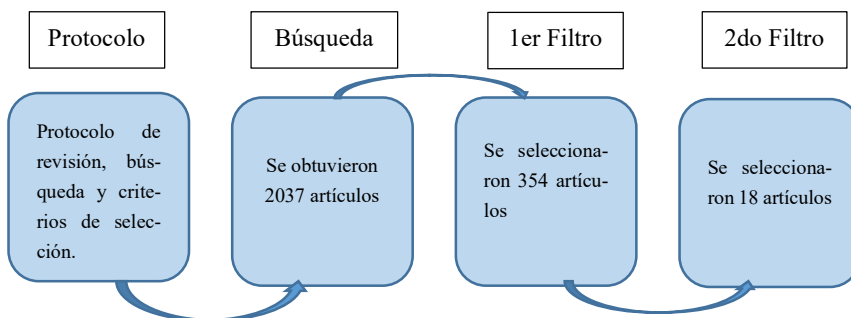 Protocolo
Búsqueda
1er Filtro
2do Filtro
Protocolo de
revisión, bús-
queda y crite-
rios de selec-
ción.
Se obtuvieron
2037 artículos
Se selecciona-
ron 354 artícu-
los
Se selecciona-
ron 18 artículos